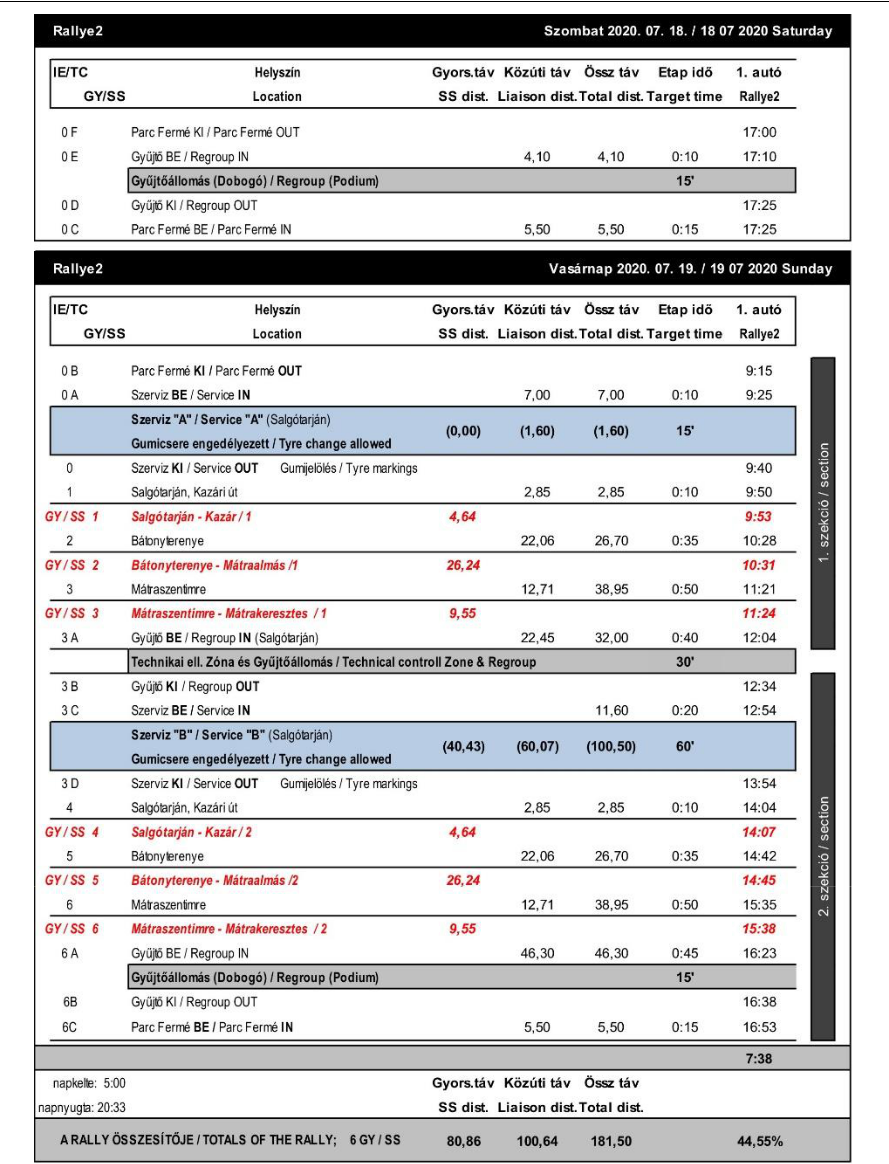 Rallye2 Szombat 2020. 07. 18. / 18 07 2020 Saturday
IE/TC Helyszín Gyors.táv Közúti táv Össz táv Etap idő 1. autó
GY/SS Location SS dist. Liaison dist. Total dist. Target time Rallye2
0 F Parc Fermé KI / Parc Fermé OUT 17:00
0 E Gyűjtő BE / Regroup IN 4,10 4,10 0:10 17:10
Gyűjtőállomás (Dobogó) / Regroup (Podium) 15'
0 D Gyűjtő KI / Regroup OUT 17:25
0 C Parc Fermé BE / Parc Fermé IN 5,50 5,50 0:15 17:25
Rallye2 Vasárnap 2020. 07. 19. / 19 07 2020 Sunday
IE/TC Helyszín Gyors.táv Közúti táv Össz táv Etap idő 1. autó
GY/SS Location SS dist. Liaison dist. Total dist. Target time Rallye2
0 B Parc Fermé KI / Parc Fermé OUT 9:15
0 A Szerviz BE / Service IN 7,00 7,00 0:10 9:25
Szerviz "A" / Service "A" (Salgótarján)
(0,00) (1,60) (1,60) 15'
Gumicsere engedélyezett / Tyre change allowed
0 Szerviz KI / Service OUT Gumijelölés / Tyre markings 9:40
1 Salgótarján, Kazári út 2,85 2,85 0:10 9:50
GY / SS 1 Salgótarján - Kazár / 1 4,64 9:53
2 Bátonyterenye 22,06 26,70 0:35 10:28
GY / SS 2 Bátonyterenye - Mátraalmás /1 26,24 10:31
3 Mátraszentimre 12,71 38,95 0:50 11:21
GY / SS 3 Mátraszentimre - Mátrakeresztes / 1 9,55 11:24
3 A Gyűjtő BE / Regroup IN (Salgótarján) 22,45 32,00 0:40 12:04
Technikai ell. Zóna és Gyűjtőállomás / Technical controll Zone & Regroup 30'
1. szekció / section
3 B Gyűjtő KI / Regroup OUT 12:34
3 C Szerviz BE / Service IN 11,60 0:20 12:54
Szerviz "B" / Service "B" (Salgótarján)
(40,43) (60,07) (100,50) 60'
Gumicsere engedélyezett / Tyre change allowed
3 D Szerviz KI / Service OUT Gumijelölés / Tyre markings 13:54
4 Salgótarján, Kazári út 2,85 2,85 0:10 14:04
GY / SS 4 Salgótarján - Kazár / 2 4,64 14:07
5 Bátonyterenye 22,06 26,70 0:35 14:42
GY / SS 5 Bátonyterenye - Mátraalmás /2 26,24 14:45
6 Mátraszentimre 12,71 38,95 0:50 15:35
GY / SS 6 Mátraszentimre - Mátrakeresztes / 2 9,55 15:38
6 A Gyűjtő BE / Regroup IN 46,30 46,30 0:45 16:23
Gyűjtőállomás (Dobogó) / Regroup (Podium) 15'
6B Gyűjtő KI / Regroup OUT 16:38
6C Parc Fermé BE / Parc Fermé IN 5,50 5,50 0:15 16:53
2. szekció / section
7:38
napkelte: 5:00 Gyors.táv Közúti táv Össz táv
napnyugta: 20:33 SS dist. Liaison dist. Total dist.
A RALLY ÖSSZESÍTŐJE / TOTALS OF THE RALLY; 6 GY / SS 80,86 100,64 181,50 44,55%